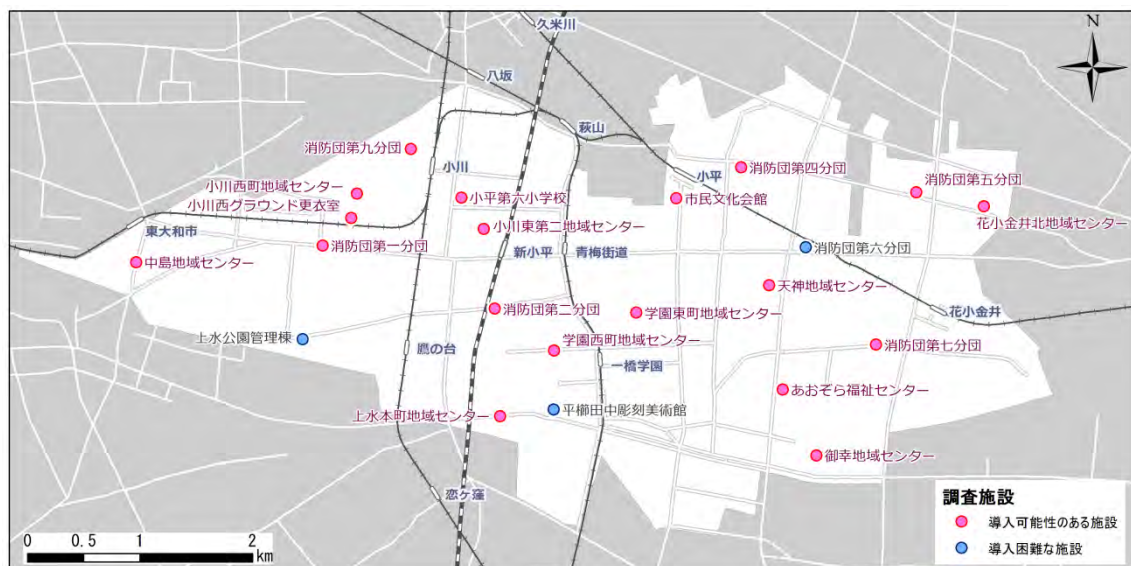 久米川
N
八坂
萩山
消防団第九分団
小川
小平
消防団第四分団
小川西町地域センター
小平第六小学校
市民文化会館
消防団第五分団
小川西グラウンド更衣室
花小金井北地域センター
東大和市
小川東第二地域センター
消防団第一分団
新小平
青梅街道
消防団第六分団
中島地域センター
天神地域センター
消防団第二分団
学園東町地域センター
花小金井
上水公園管理棟
鷹の台
学園西町地域センター
消防団第七分団
一橋学園
あおぞら福祉センター
上水本町地域センター
平櫛田中彫刻美術館
御幸地域センター
恋ヶ窪
調査施設
導入可能性のある施設
導入困難な施設
0 0.5 1 2
km